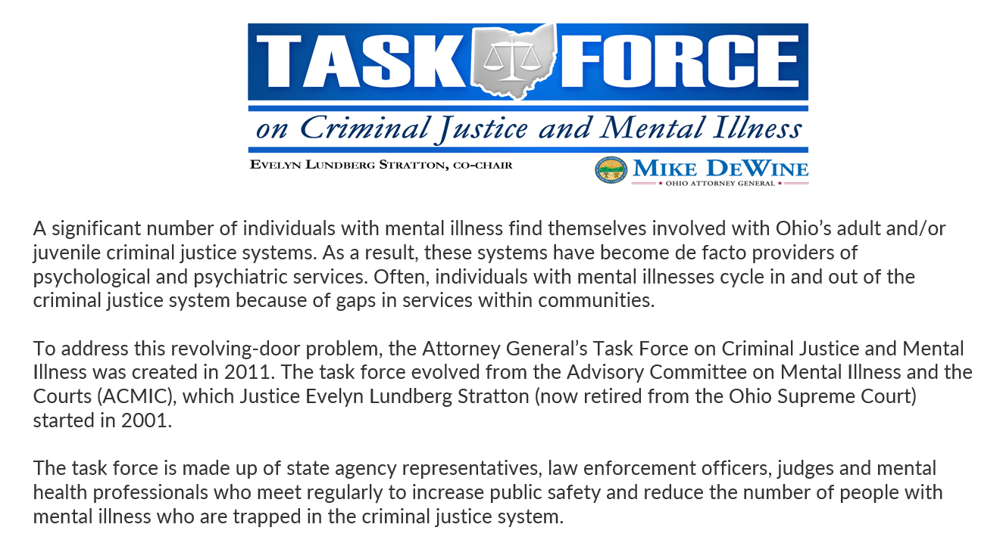 TASK FORCE
on Criminal Justice and Mental Illness
EVELYN LUNDBERG STRATTON, CO-CHAIR
MIKE DEWINE
OHIO ATTORNEY GENERAL
A significant number of individuals with mental illness find themselves involved with Ohio’s adult and/or
juvenile criminal justice systems. As a result, these systems have become de facto providers of
psychological and psychiatric services. Often, individuals with mental illnesses cycle in and out of the
criminal justice system because of gaps in services within communities.
To address this revolving-door problem, the Attorney General’s Task Force on Criminal Justice and Mental
Illness was created in 2011. The task force evolved from the Advisory Committee on Mental Illness and the
Courts (ACMIC), which Justice Evelyn Lundberg Stratton (now retired from the Ohio Supreme Court)
started in 2001.
The task force is made up of state agency representatives, law enforcement officers, judges and mental
health professionals who meet regularly to increase public safety and reduce the number of people with
mental illness who are trapped in the criminal justice system.